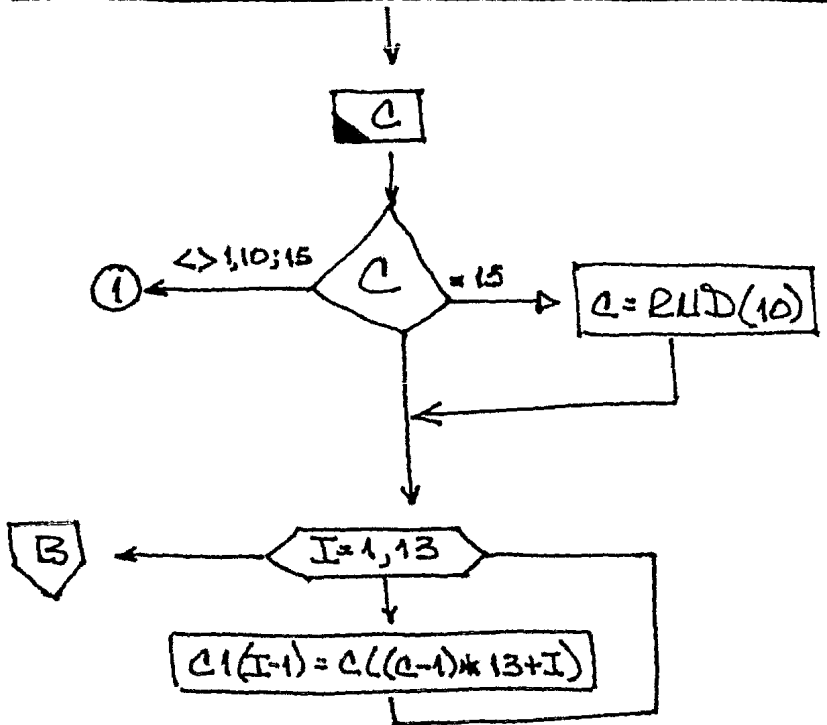 C
<>1,10;15
C
= 15
1
C = RND(10)
B
I=1,13
C1(I-1) = C((C-1)*13+I)